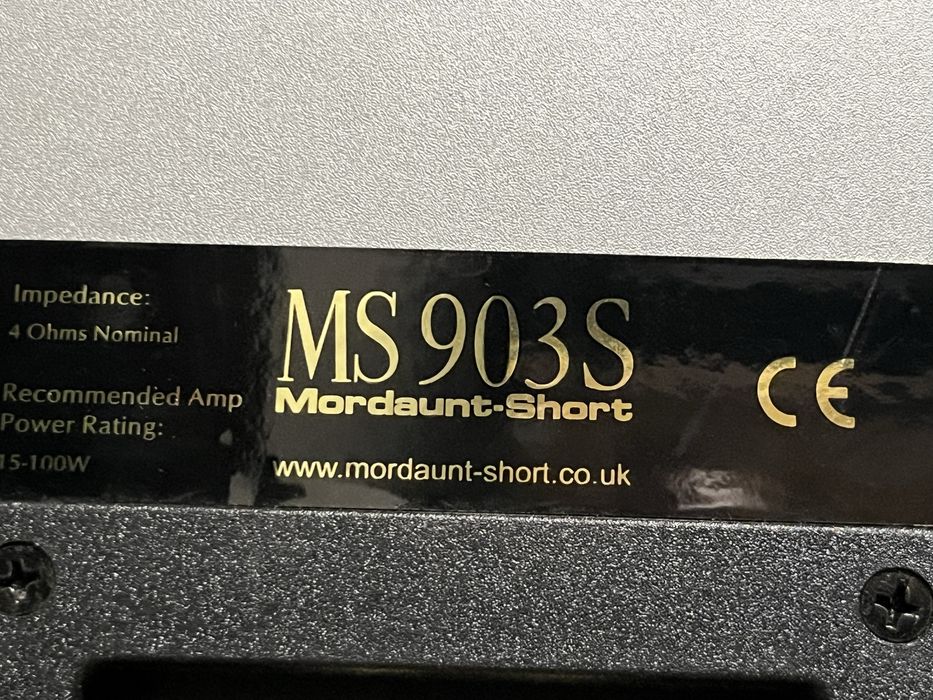 Impedance:
4 Ohms Nominal
Recommended Amp
Power Rating:
15-100W
MS 903S
Mordaunt-Short
www.mordaunt-short.co.uk
CE